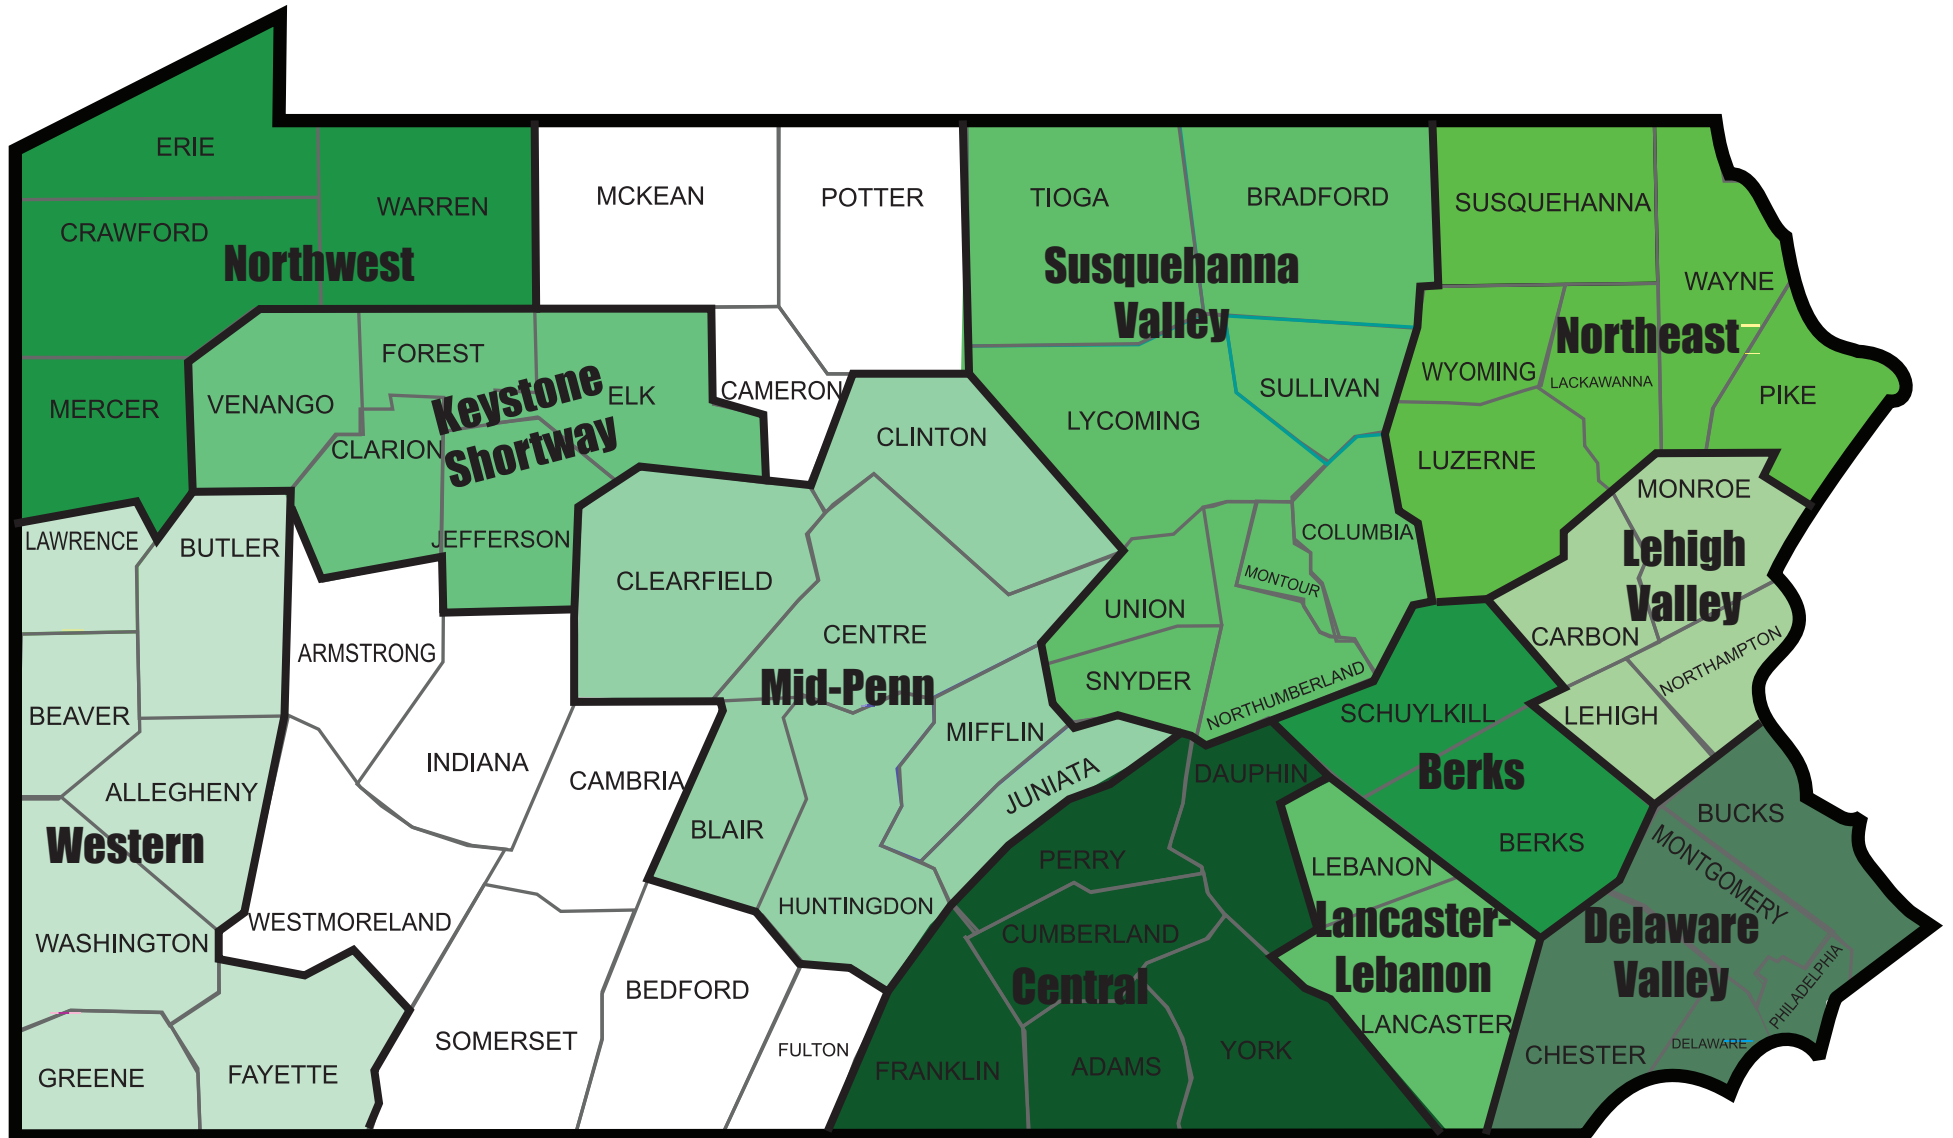 ERIE
WARREN
MCKEAN
POTTER
TIOGA
BRADFORD
SUSQUEHANNA
CRAWFORD
Northwest
Susquehanna
Valley
WAYNE
Northeast
FOREST
MERCER
VENANGO
Keystone
Shortway
ELK
CAMERON
SULLIVAN
WYOMING
LACKAWANNA
PIKE
CLARION
CLINTON
LYCOMING
LUZERNE
MONROE
LAWRENCE
BUTLER
JEFFERSON
COLUMBIA
Lehigh
Valley
CLEARFIELD
MONTOUR
UNION
CENTRE
CARBON
NORTHAMPTON
ARMSTRONG
Mid-Penn
SNYDER
NORTHUMBERLAND
SCHUYLKILL
LEHIGH
BEAVER
MIFFLIN
INDIANA
CAMBRIA
JUNIATA
DAUPHIN
Berks
ALLEGHENY
BUCKS
Western
BLAIR
PERRY
LEBANON
BERKS
MONTGOMERY
HUNTINGDON
WESTMORELAND
WASHINGTON
CUMBERLAND
Lancaster-
Lebanon
Delaware
Valley
Central
BEDFORD
PHILADELPHIA
LANCASTER
SOMERSET
FULTON
YORK
DELAWARE
CHESTER
GREENE
FAYETTE
FRANKLIN
ADAMS